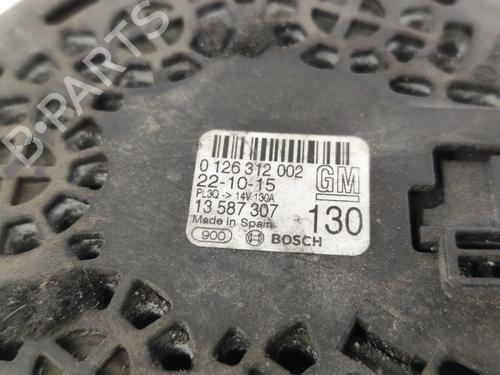 B-PARTS
0 126 312 002
22-10-15
GM
PL3Q -> 14V-130A
13 587 307
130
Made in Spain
900
BOSCH